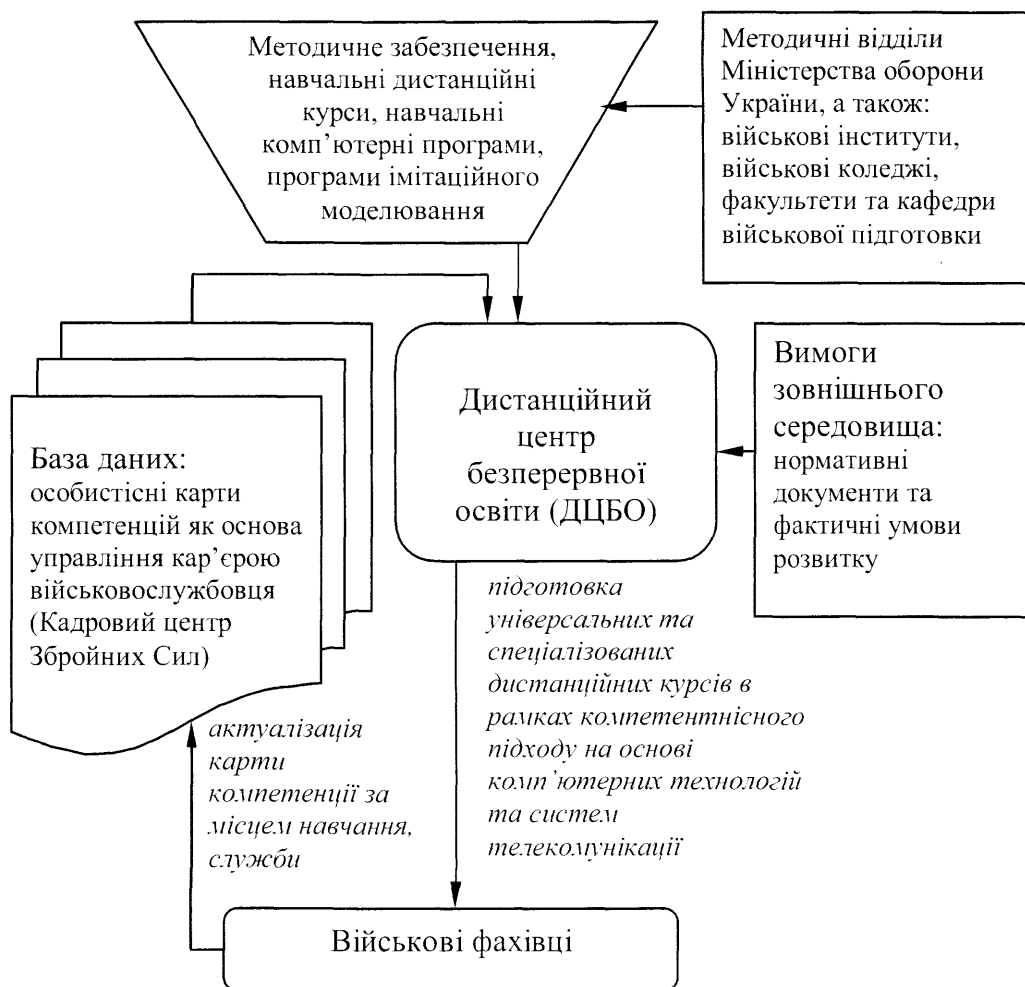 Методичне забезпечення,
навчальні дистанційні
курси, навчальні
комп’ютерні програми,
програми імітаційного
моделювання
Методичні відділи
Міністерства оборони
України, а також:
військові інститути,
військові коледжі,
факультети та кафедри
військової підготовки
База даних:
особистісні карти
компетенцій як основа
управління кар’єрою
військовослужбовця
(Кадровий центр
Збройних Сил)
Дистанційний
центр
безперервної
освіти (ДЦБО)
Вимоги
зовнішнього
середовища:
нормативні
документи та
фактичні умови
розвитку
актуалізація
карти
компетенції за
місцем навчання,
служби
підготовка
універсальних та
спеціалізованих
дистанційних курсів в
рамках компетентнісного
підходу на основі
комп’ютерних технологій
та систем
телекомунікації
Військові фахівці